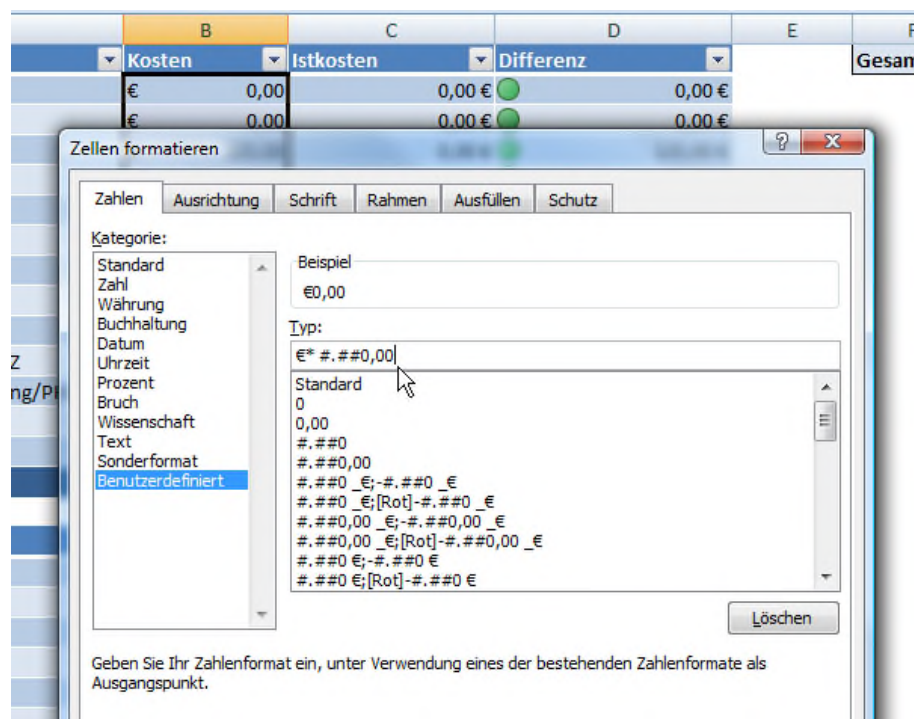 B C D E F
Kosten Istkosten Differenz Gesam
€ 0,00 0,00 € 0,00 €
€ 0,00 0,00 € 0,00 €
Zellen formatieren
Zahlen Ausrichtung Schrift Rahmen Ausfüllen Schutz
Kategorie:
Standard
Zahl
Währung
Buchhaltung
Datum
Uhrzeit
Prozent
Bruch
Wissenschaft
Text
Sonderformat
Benutzerdefiniert
Beispiel
€0,00
Typ:
€* #.##0,00
Standard
0
0,00
#.##0
#.##0,00
#.##0 _€;-#.##0 _€
#.##0 _€;[Rot]-#.##0 _€
#.##0,00 _€;-#.##0,00 _€
#.##0,00 _€;[Rot]-#.##0,00 _€
#.##0 €;-#.##0 €
#.##0 €;[Rot]-#.##0 €
Z
ng/P
Löschen
Geben Sie Ihr Zahlenformat ein, unter Verwendung eines der bestehenden Zahlenformate als
Ausgangspunkt.